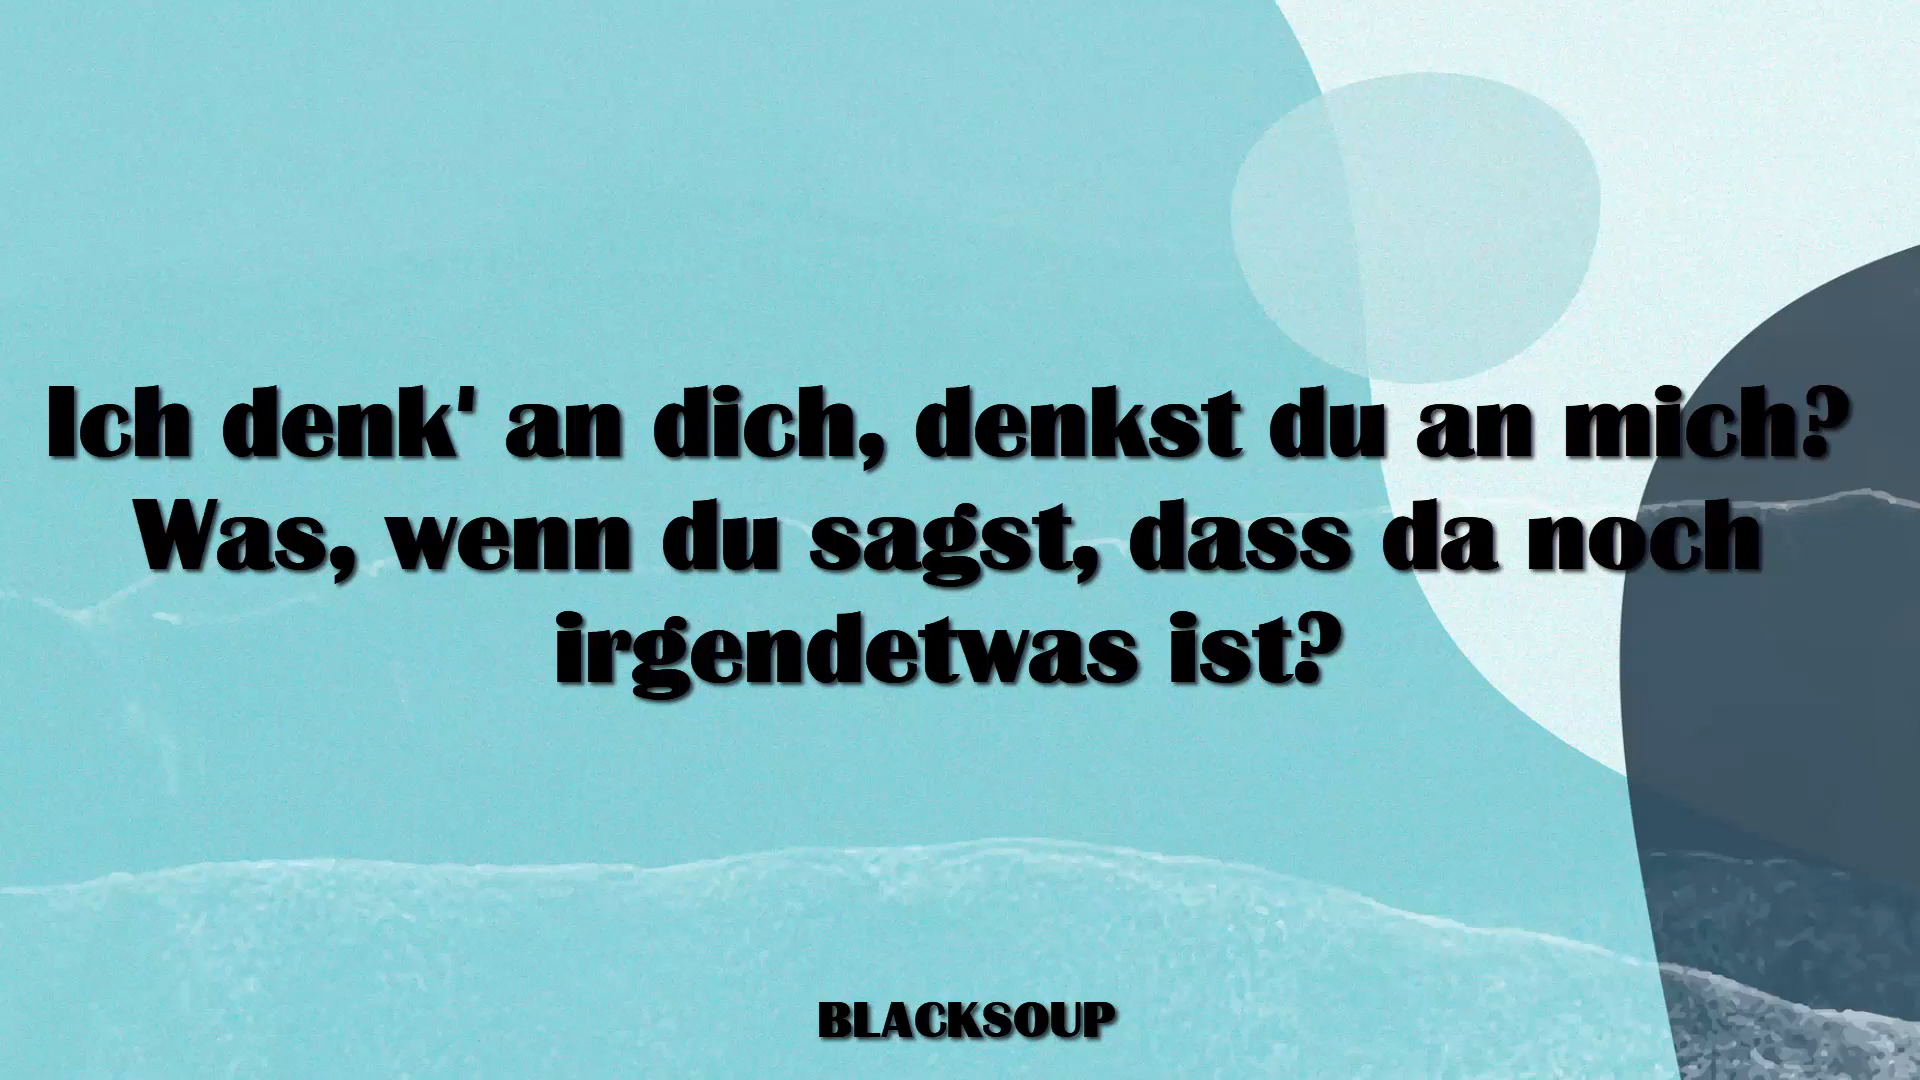 Ich denk' an dich, denkst du an mich?
Was, wenn du sagst, dass da noch
irgendetwas ist?
BLACKSOUP